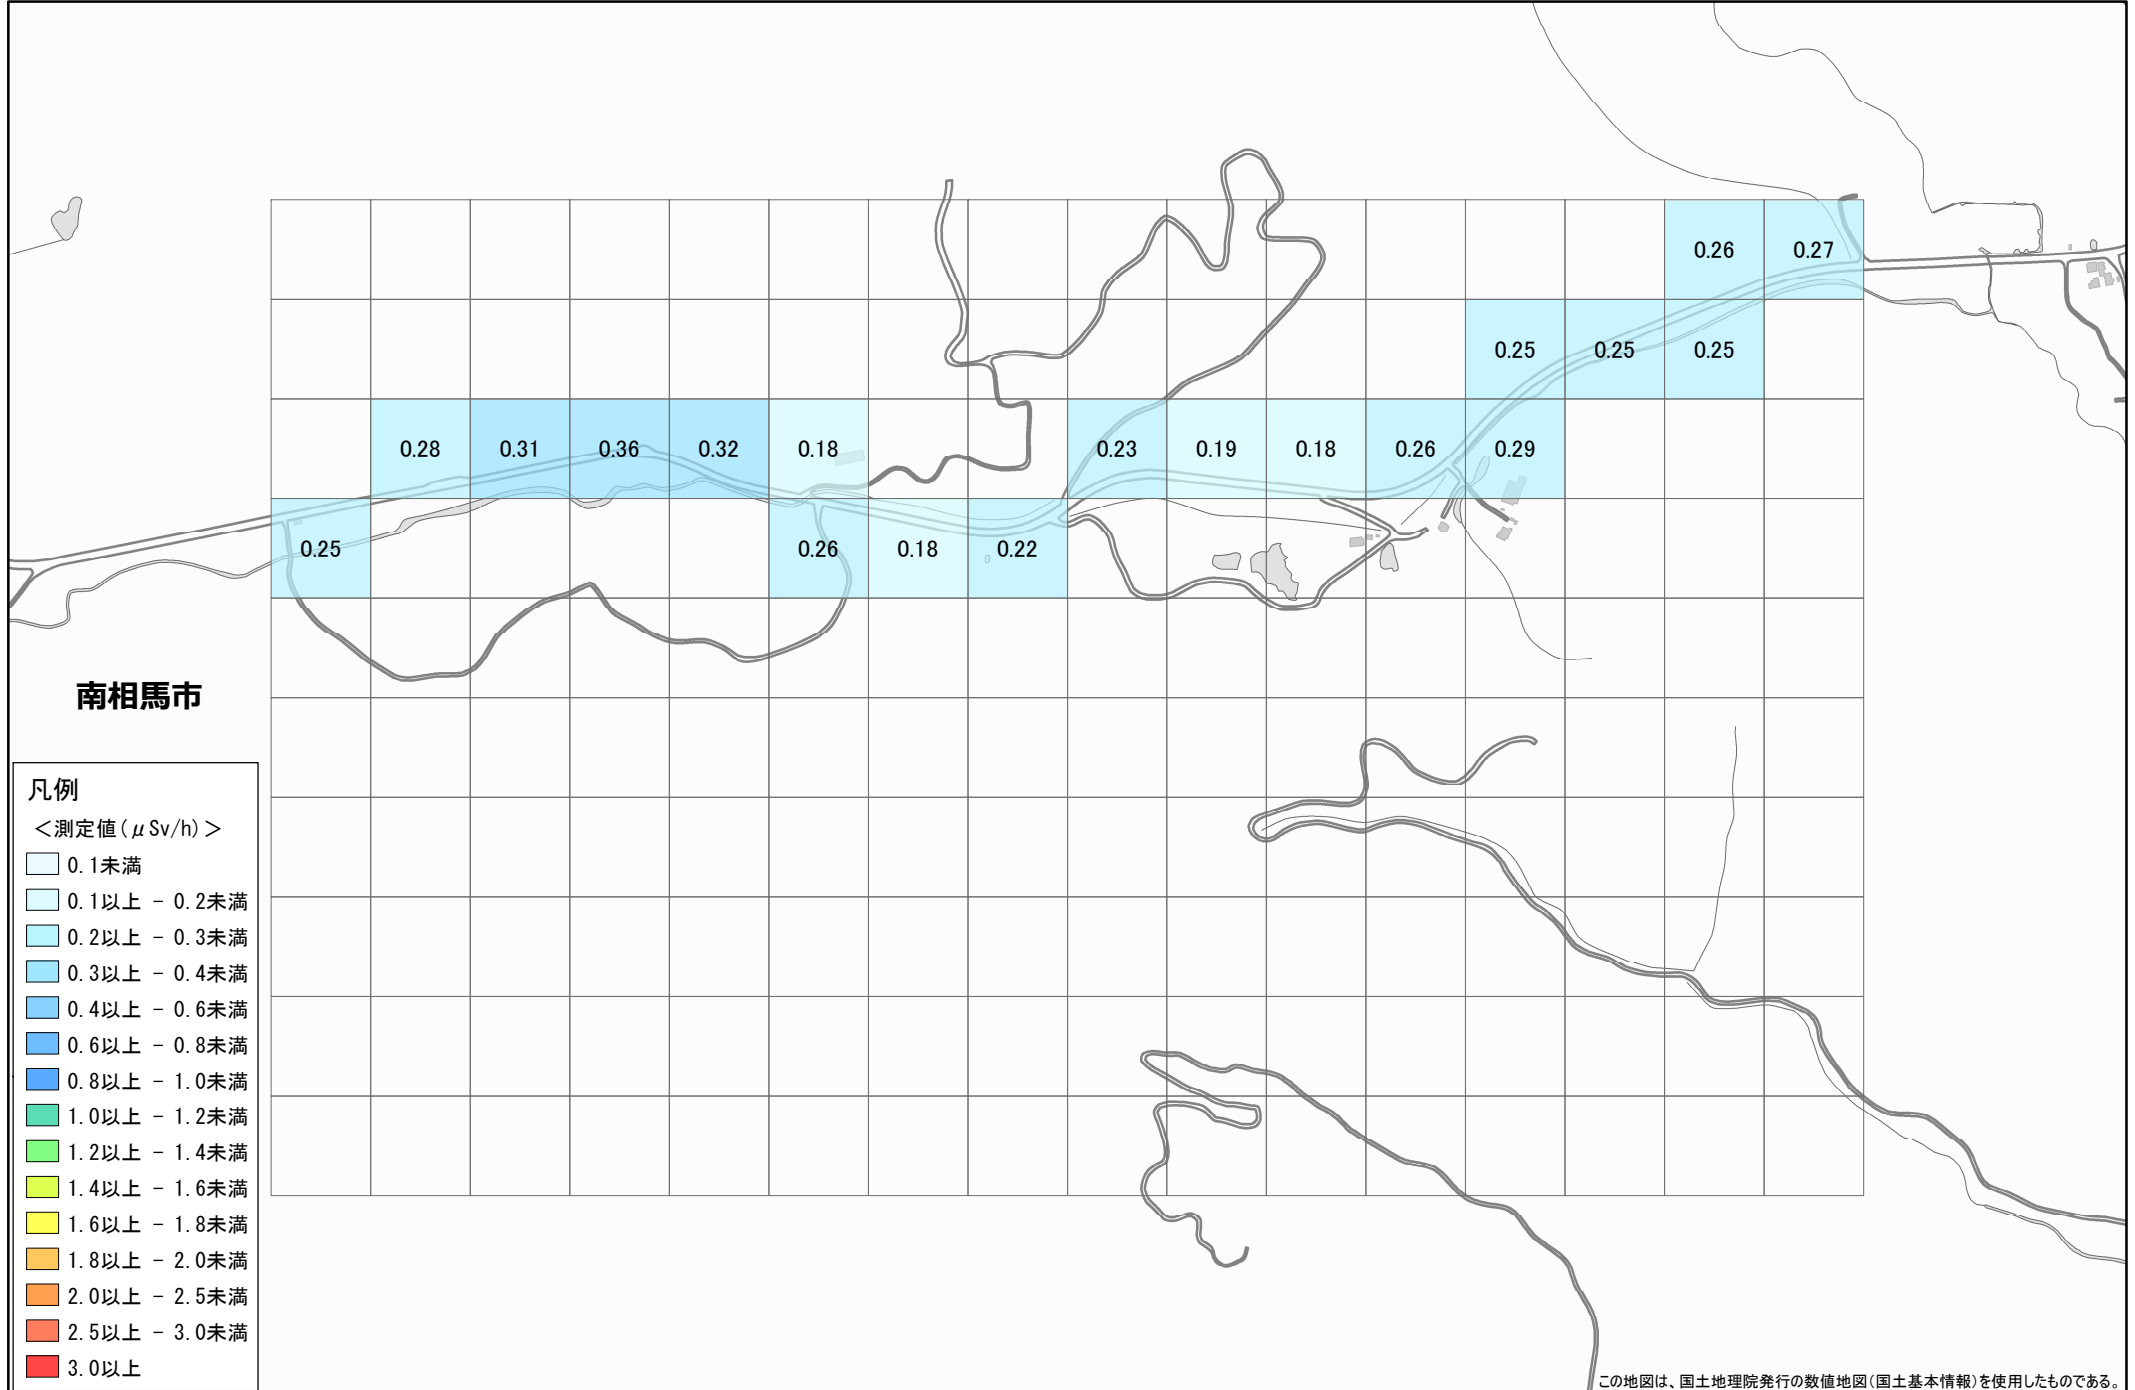 0.26 0.27
0.25 0.25 0.25
0.28 0.31 0.36 0.32 0.18 0.23 0.19 0.18 0.26 0.29
0.25 0.26 0.18 0.22
南相馬市
凡例
＜測定値(μSv/h)＞
0.1未満
0.1以上 - 0.2未満
0.2以上 - 0.3未満
0.3以上 - 0.4未満
0.4以上 - 0.6未満
0.6以上 - 0.8未満
0.8以上 - 1.0未満
1.0以上 - 1.2未満
1.2以上 - 1.4未満
1.4以上 - 1.6未満
1.6以上 - 1.8未満
1.8以上 - 2.0未満
2.0以上 - 2.5未満
2.5以上 - 3.0未満
3.0以上
この地図は、国土地理院発行の数値地図(国土基本情報)を使用したものである。